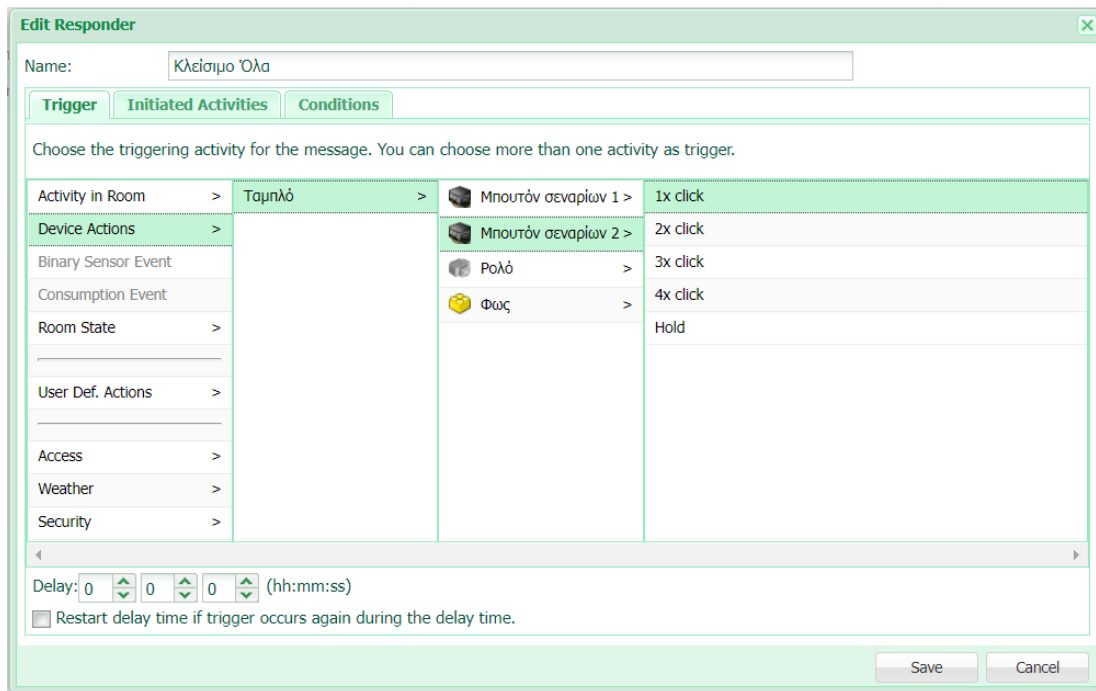 Edit Responder
Name: Κλείσιμο Όλα
Trigger Initiated Activities Conditions
Choose the triggering activity for the message. You can choose more than one activity as trigger.
Activity in Room > Ταμπλό > Μπουτόν σεναρίων 1 > 1x click
Device Actions > Μπουτόν σεναρίων 2 > 2x click
Binary Sensor Event Ρολό > 3x click
Consumption Event Φως > 4x click
Room State > Hold
User Def. Actions >
Access >
Weather >
Security >
Delay: 0 0 0 (hh:mm:ss)
Restart delay time if trigger occurs again during the delay time.
Save Cancel